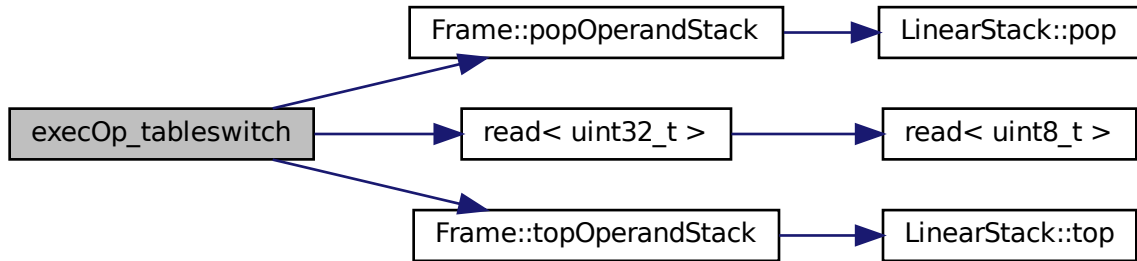 Frame::popOperandStack
LinearStack::pop
execOp_tableswitch
read< uint32_t >
read< uint8_t >
Frame::topOperandStack
LinearStack::top